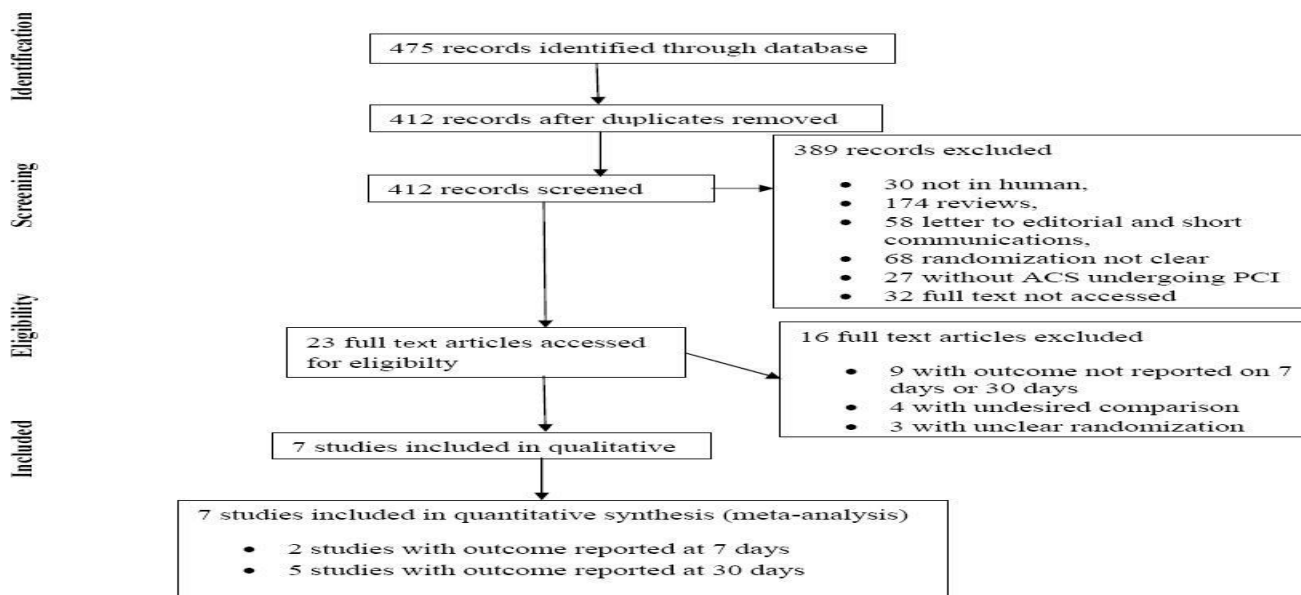 Identification
475 records identified through database
412 records after duplicates removed
Screening
412 records screened
389 records excluded
• 30 not in human,
• 174 reviews,
• 58 letter to editorial and short
communications,
• 68 randomization not clear
• 27 without ACS undergoing PCI
• 32 full text not accessed
Eligibility
23 full text articles accessed
for eligibilty
16 full text articles excluded
• 9 with outcome not reported on 7
days or 30 days
• 4 with undesired comparison
• 3 with unclear randomization
Included
7 studies included in qualitative
7 studies included in quantitative synthesis (meta-analysis)
• 2 studies with outcome reported at 7 days
• 5 studies with outcome reported at 30 days